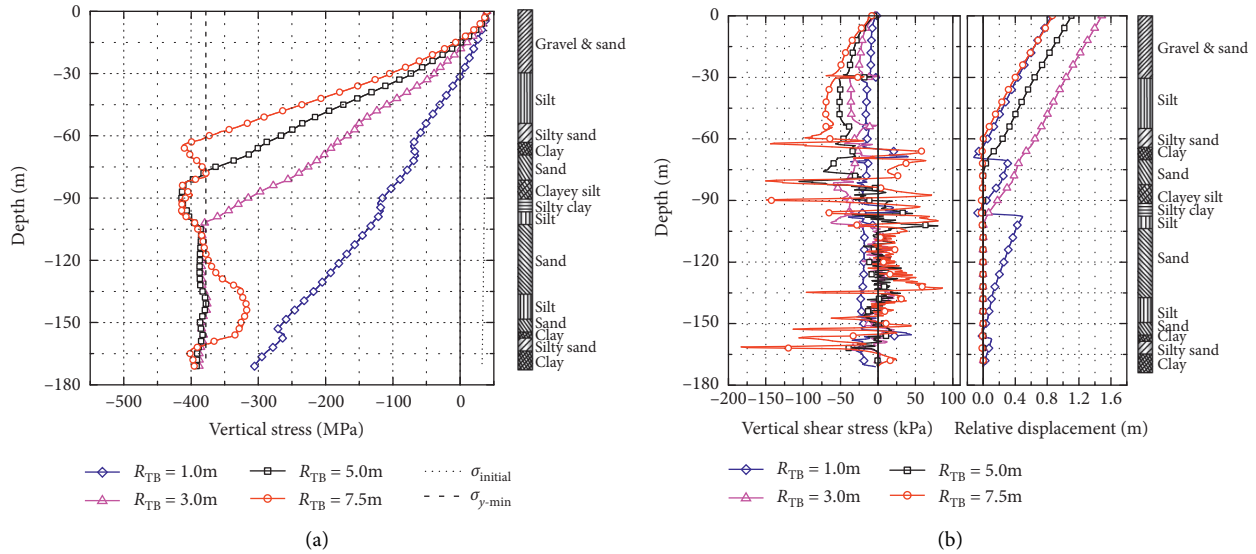 0
−30
−60
−90
−120
−150
−180
Depth (m)
−500 −400 −300 −200 −100 0
Vertical stress (MPa)
Gravel & sand
Silt
Silty sand
Clay
Sand
Clayey silt
Silty clay
Silt
Sand
Silt
Sand
Clay
Silty sand
Clay
R_TB = 1.0m
R_TB = 3.0m
R_TB = 5.0m
R_TB = 7.5m
σ_initial
σ_y-min
(a)
0
−30
−60
−90
−120
−150
−180
Depth (m)
−200 −150 −100 −50 0 50 100
Vertical shear stress (kPa)
0.0 0.4 0.8 1.2 1.6
Relative displacement (m)
Gravel & sand
Silt
Silty sand
Clay
Sand
Clayey silt
Silty clay
Silt
Sand
Silt
Sand
Clay
Silty sand
Clay
R_TB = 1.0m
R_TB = 3.0m
R_TB = 5.0m
R_TB = 7.5m
(b)